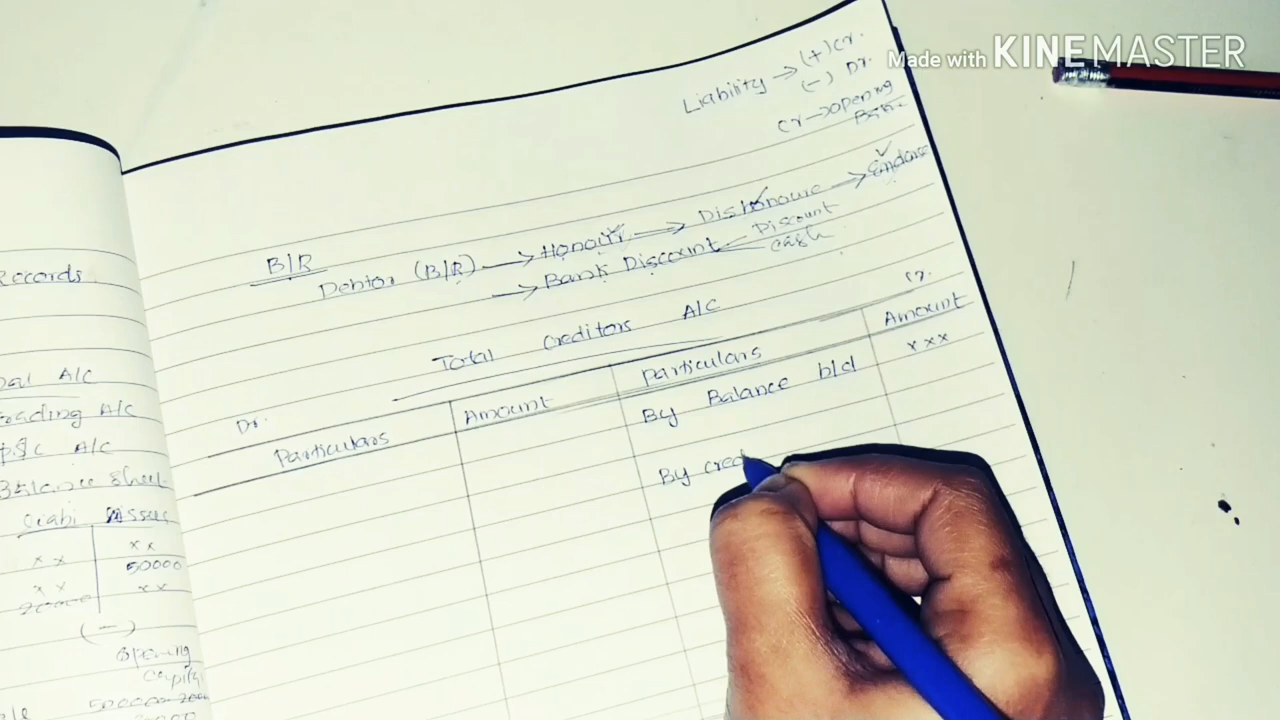 Made with KINEMASTER
Liability → (+) Cr.
(-) Dr.
Cr → Opening
B/R
Debtor (B/R) → Honour → Dishonour → Endorse
→ Bank Discount Discount
cash
Total Creditors A/C
Dr. Cr.
Particulars Amount Particulars Amount
By Balance b/d xxx
By cred
Records
A/C
A/C
A/C
Balance Sheet
Assets
xx xx
50000
xx xx
(-)
Opening